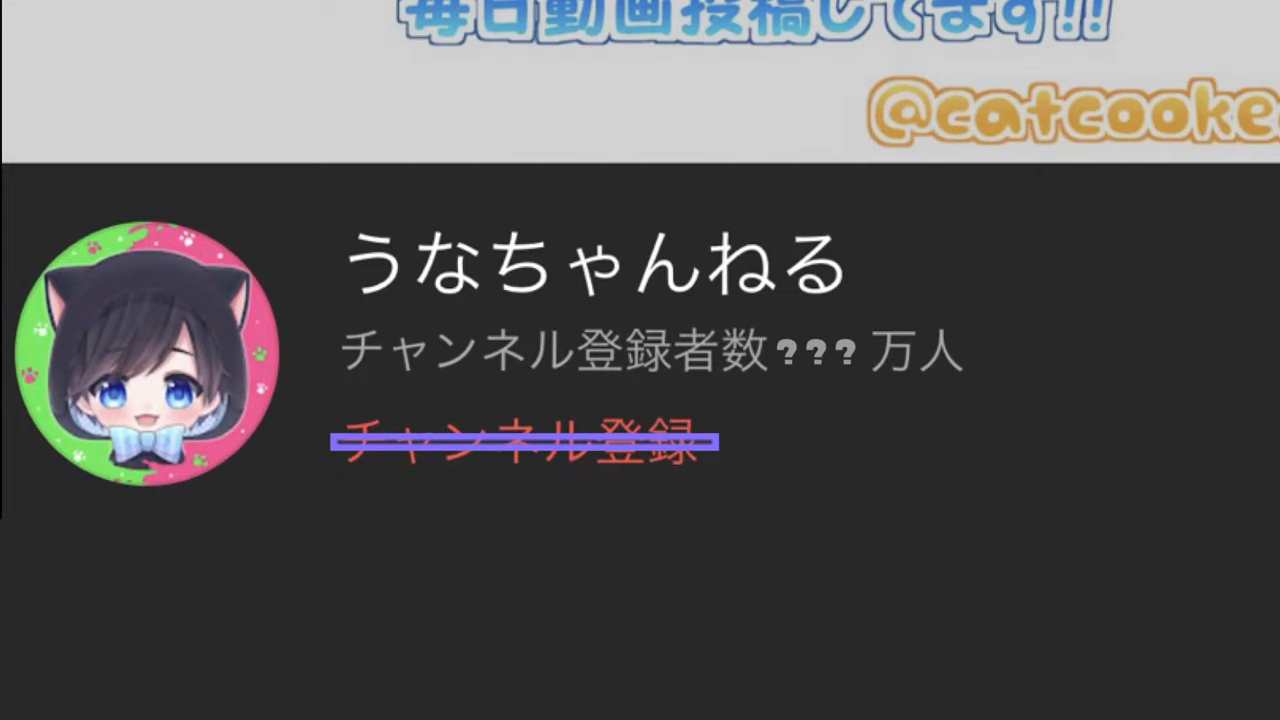 毎日動画投稿してます!!
@catcooke
うなちゃんねる
チャンネル登録者数??? 万人
チャンネル登録